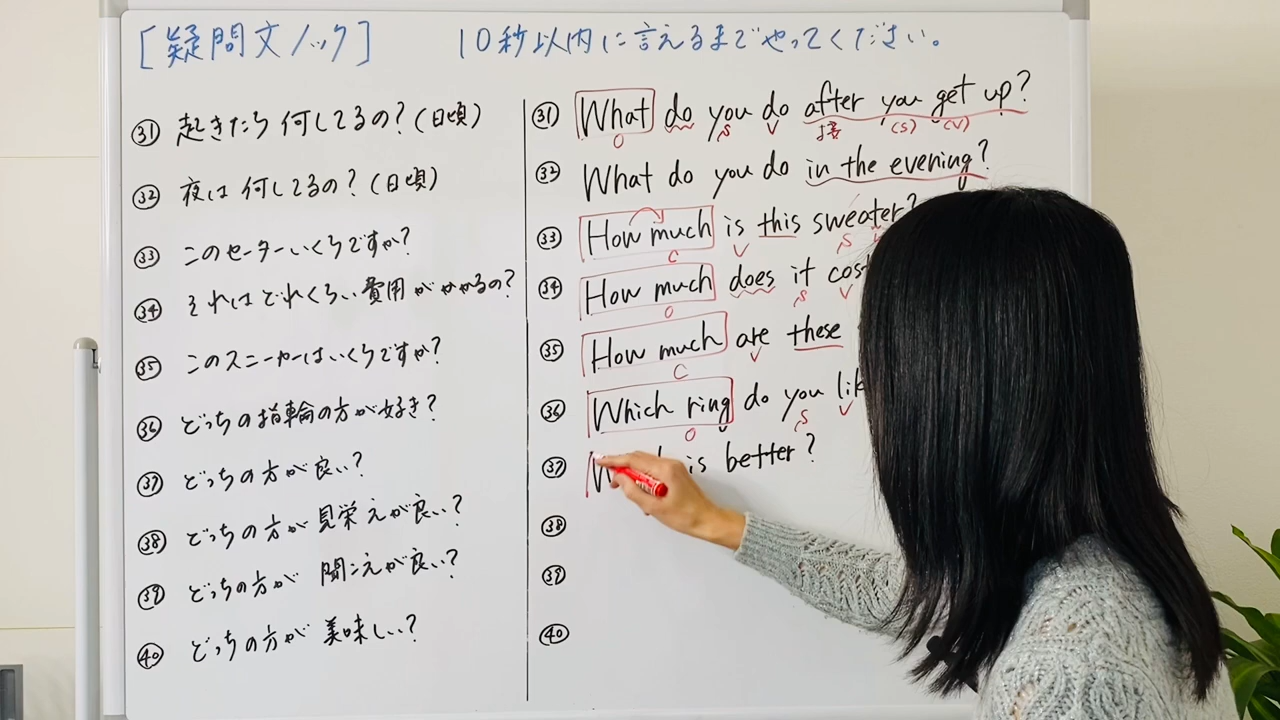 [疑問文ノック] 10秒以内に言えるまでやってください。
㉛ 起きたら何してるの?(日頃)
㉜ 夜は何してるの?(日頃)
㉝ このセーターいくらですか?
㉞ それはどれくらい費用がかかるの?
㉟ このスニーカーはいくらですか?
㊱ どっちの指輪の方が好き?
㊲ どっちの方が良い?
㊳ どっちの方が見栄えが良い?
㊴ どっちの方が聞こえが良い?
㊵ どっちの方が美味しい?
㉛ What do you do after you get up?
O S V 接 (S) (V)
㉜ What do you do in the evening?
㉝ How much is this sweater?
C V S
㉞ How much does it cost
O S V
㉟ How much are these
C V
㊱ Which ring do you
O S V
㊲ is better?
㊳
㊴
㊵